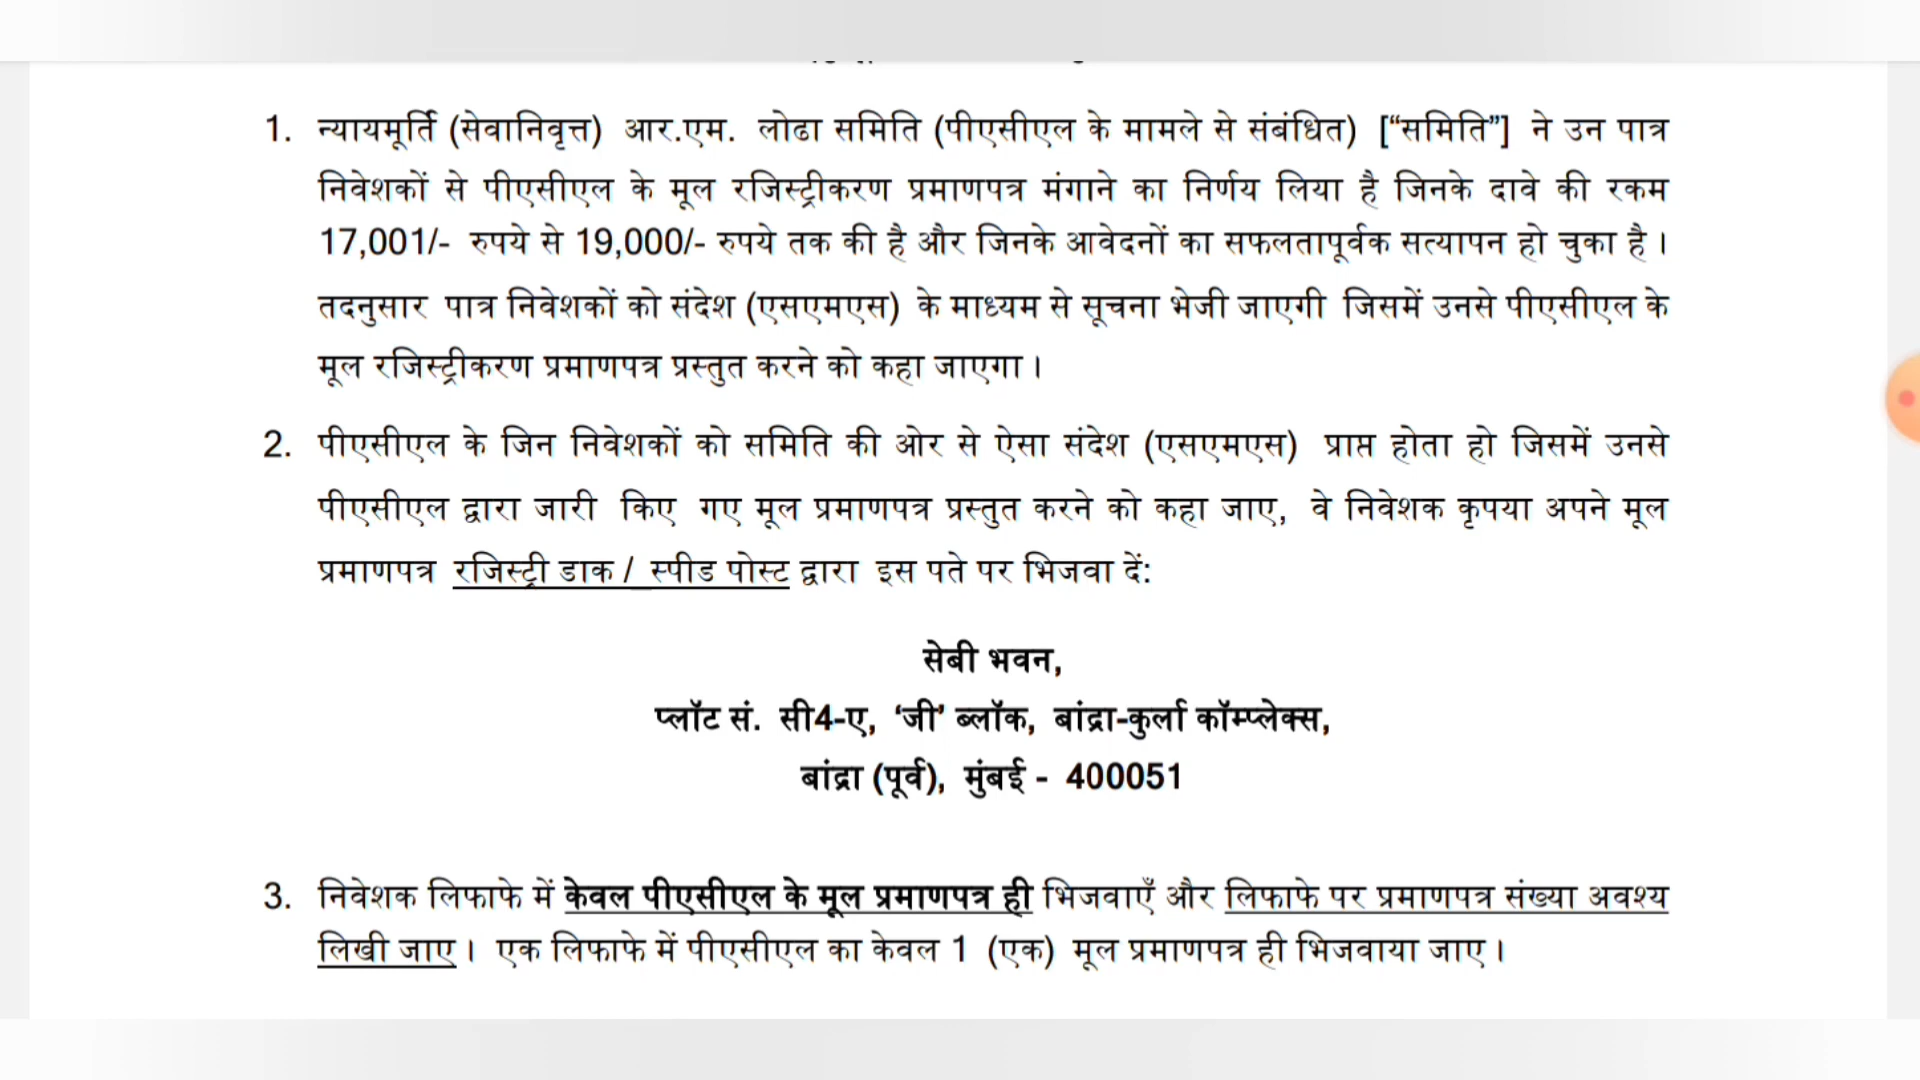 1. न्यायमूर्ति (सेवानिवृत्त) आर.एम. लोढा समिति (पीएसीएल के मामले से संबंधित) [“समिति”] ने उन पात्र
निवेशकों से पीएसीएल के मूल रजिस्ट्रीकरण प्रमाणपत्र मंगाने का निर्णय लिया है जिनके दावे की रकम
17,001/- रुपये से 19,000/- रुपये तक की है और जिनके आवेदनों का सफलतापूर्वक सत्यापन हो चुका है ।
तदनुसार पात्र निवेशकों को संदेश (एसएमएस) के माध्यम से सूचना भेजी जाएगी जिसमें उनसे पीएसीएल के
मूल रजिस्ट्रीकरण प्रमाणपत्र प्रस्तुत करने को कहा जाएगा ।
2. पीएसीएल के जिन निवेशकों को समिति की ओर से ऐसा संदेश (एसएमएस) प्राप्त होता हो जिसमें उनसे
पीएसीएल द्वारा जारी किए गए मूल प्रमाणपत्र प्रस्तुत करने को कहा जाए, वे निवेशक कृपया अपने मूल
प्रमाणपत्र रजिस्ट्री डाक / स्पीड पोस्ट द्वारा इस पते पर भिजवा दें:
सेबी भवन,
प्लॉट सं. सी4-ए, ‘जी’ ब्लॉक, बांद्रा-कुर्ला कॉम्प्लेक्स,
बांद्रा (पूर्व), मुंबई - 400051
3. निवेशक लिफाफे में केवल पीएसीएल के मूल प्रमाणपत्र ही भिजवाएँ और लिफाफे पर प्रमाणपत्र संख्या अवश्य
लिखी जाए । एक लिफाफे में पीएसीएल का केवल 1 (एक) मूल प्रमाणपत्र ही भिजवाया जाए ।